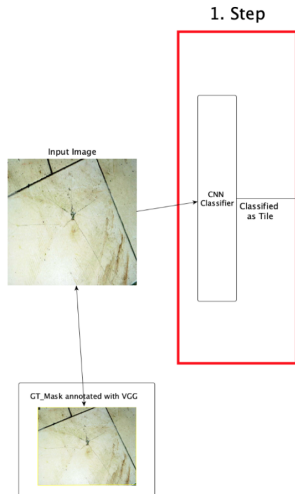 1. Step
Input Image
CNN
Classifier
Classified
as Tile
GT_Mask annotated with VGG